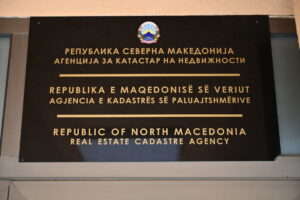 РЕПУБЛИКА СЕВЕРНА МАКЕДОНИЈА
АГЕНЦИЈА ЗА КАТАСТАР НА НЕДВИЖНОСТИ
REPUBLIKA E MAQEDONISË SË VERIUT
AGJENCIA E KADASTRËS SË PALUAJTSHMËRIVE
REPUBLIC OF NORTH MACEDONIA
REAL ESTATE CADASTRE AGENCY